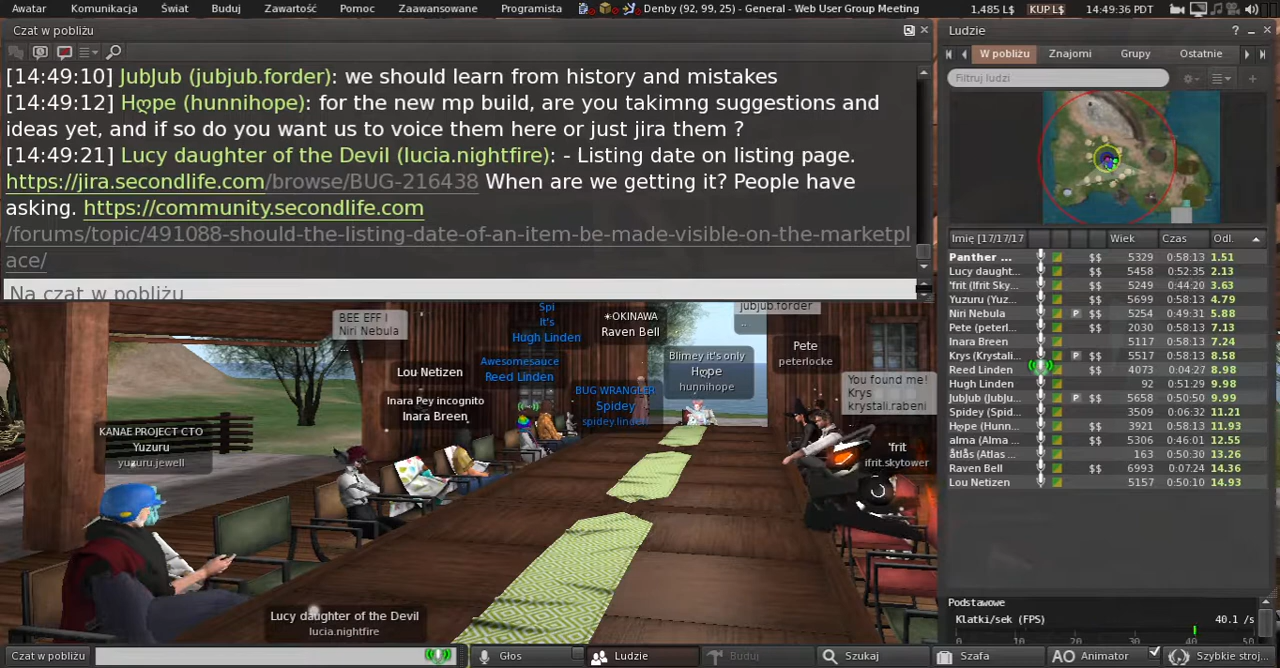 Awatar Komunikacja Świat Buduj Zawartość Pomoc Zaawansowane Programista Denby (92, 99, 25) - General - Web User Group Meeting 1,485 L$ KUP L$ 14:49:36 PDT
Czat w pobliżu
[14:49:10] JubJub (jubjub.forder): we should learn from history and mistakes
[14:49:12] Hღpe (hunnihope): for the new mp build, are you takimng suggestions and
ideas yet, and if so do you want us to voice them here or just jira them ?
[14:49:21] Lucy daughter of the Devil (lucia.nightfire): - Listing date on listing page.
https://jira.secondlife.com/browse/BUG-216438 When are we getting it? People have
asking. https://community.secondlife.com
/forums/topic/491088-should-the-listing-date-of-an-item-be-made-visible-on-the-marketpl
ace/
Na czat w pobliżu
BEE EFF I
Niri Nebula
...
Spi
It's
Hugh Linden
☀OKINAWA
Raven Bell
jubjub.forder
..
Lou Netizen
Awesomesauce
Reed Linden
Blimey it's only
Hღpe
hunnihope
Pete
peterlocke
Inara Pey incognito
Inara Breen
BUG WRANGLER
Spidey
spidey.linden
You found me!
Krys
krystali.rabeni
KANAE PROJECT CTO
Yuzuru
yuzuru.jewell
'frit
ifrit.skytower
Lucy daughter of the Devil
lucia.nightfire
Ludzie
W pobliżu Znajomi Grupy Ostatnie
Filtruj ludzi
Imię [17/17/17 Wiek Czas Odl.
Panther ... $$ 5329 0:58:13 1.51
Lucy daught... $$ 5458 0:52:35 2.13
'frit (Ifrit Sky... $$ 5249 0:44:20 3.63
Yuzuru (Yuz... $$ 5699 0:58:13 4.79
Niri Nebula P $$ 5254 0:49:31 5.88
Pete (peterl... $$ 2030 0:58:13 7.13
Inara Breen 5117 0:58:13 7.24
Krys (Krystali... P $$ 5517 0:58:13 8.58
Reed Linden $$ 4073 0:04:27 8.98
Hugh Linden 92 0:51:29 9.98
JubJub (JubJu... P $$ 5658 0:50:50 9.99
Spidey (Spid... 3509 0:06:32 11.21
Hღpe (Hunn... $$ 3921 0:58:13 11.93
alma (Alma ... $$ 5306 0:46:01 12.55
åtlås (Atlas ... 163 0:50:30 13.26
Raven Bell $$ 6993 0:07:24 14.36
Lou Netizen 5157 0:50:10 14.93
Podstawowe
Klatki/sek (FPS) 40.1 /s
0 10 20 30 40 50
Czat w pobliżu Głos Ludzie Buduj Szukaj Szafa AO Animator Szybkie stroj...